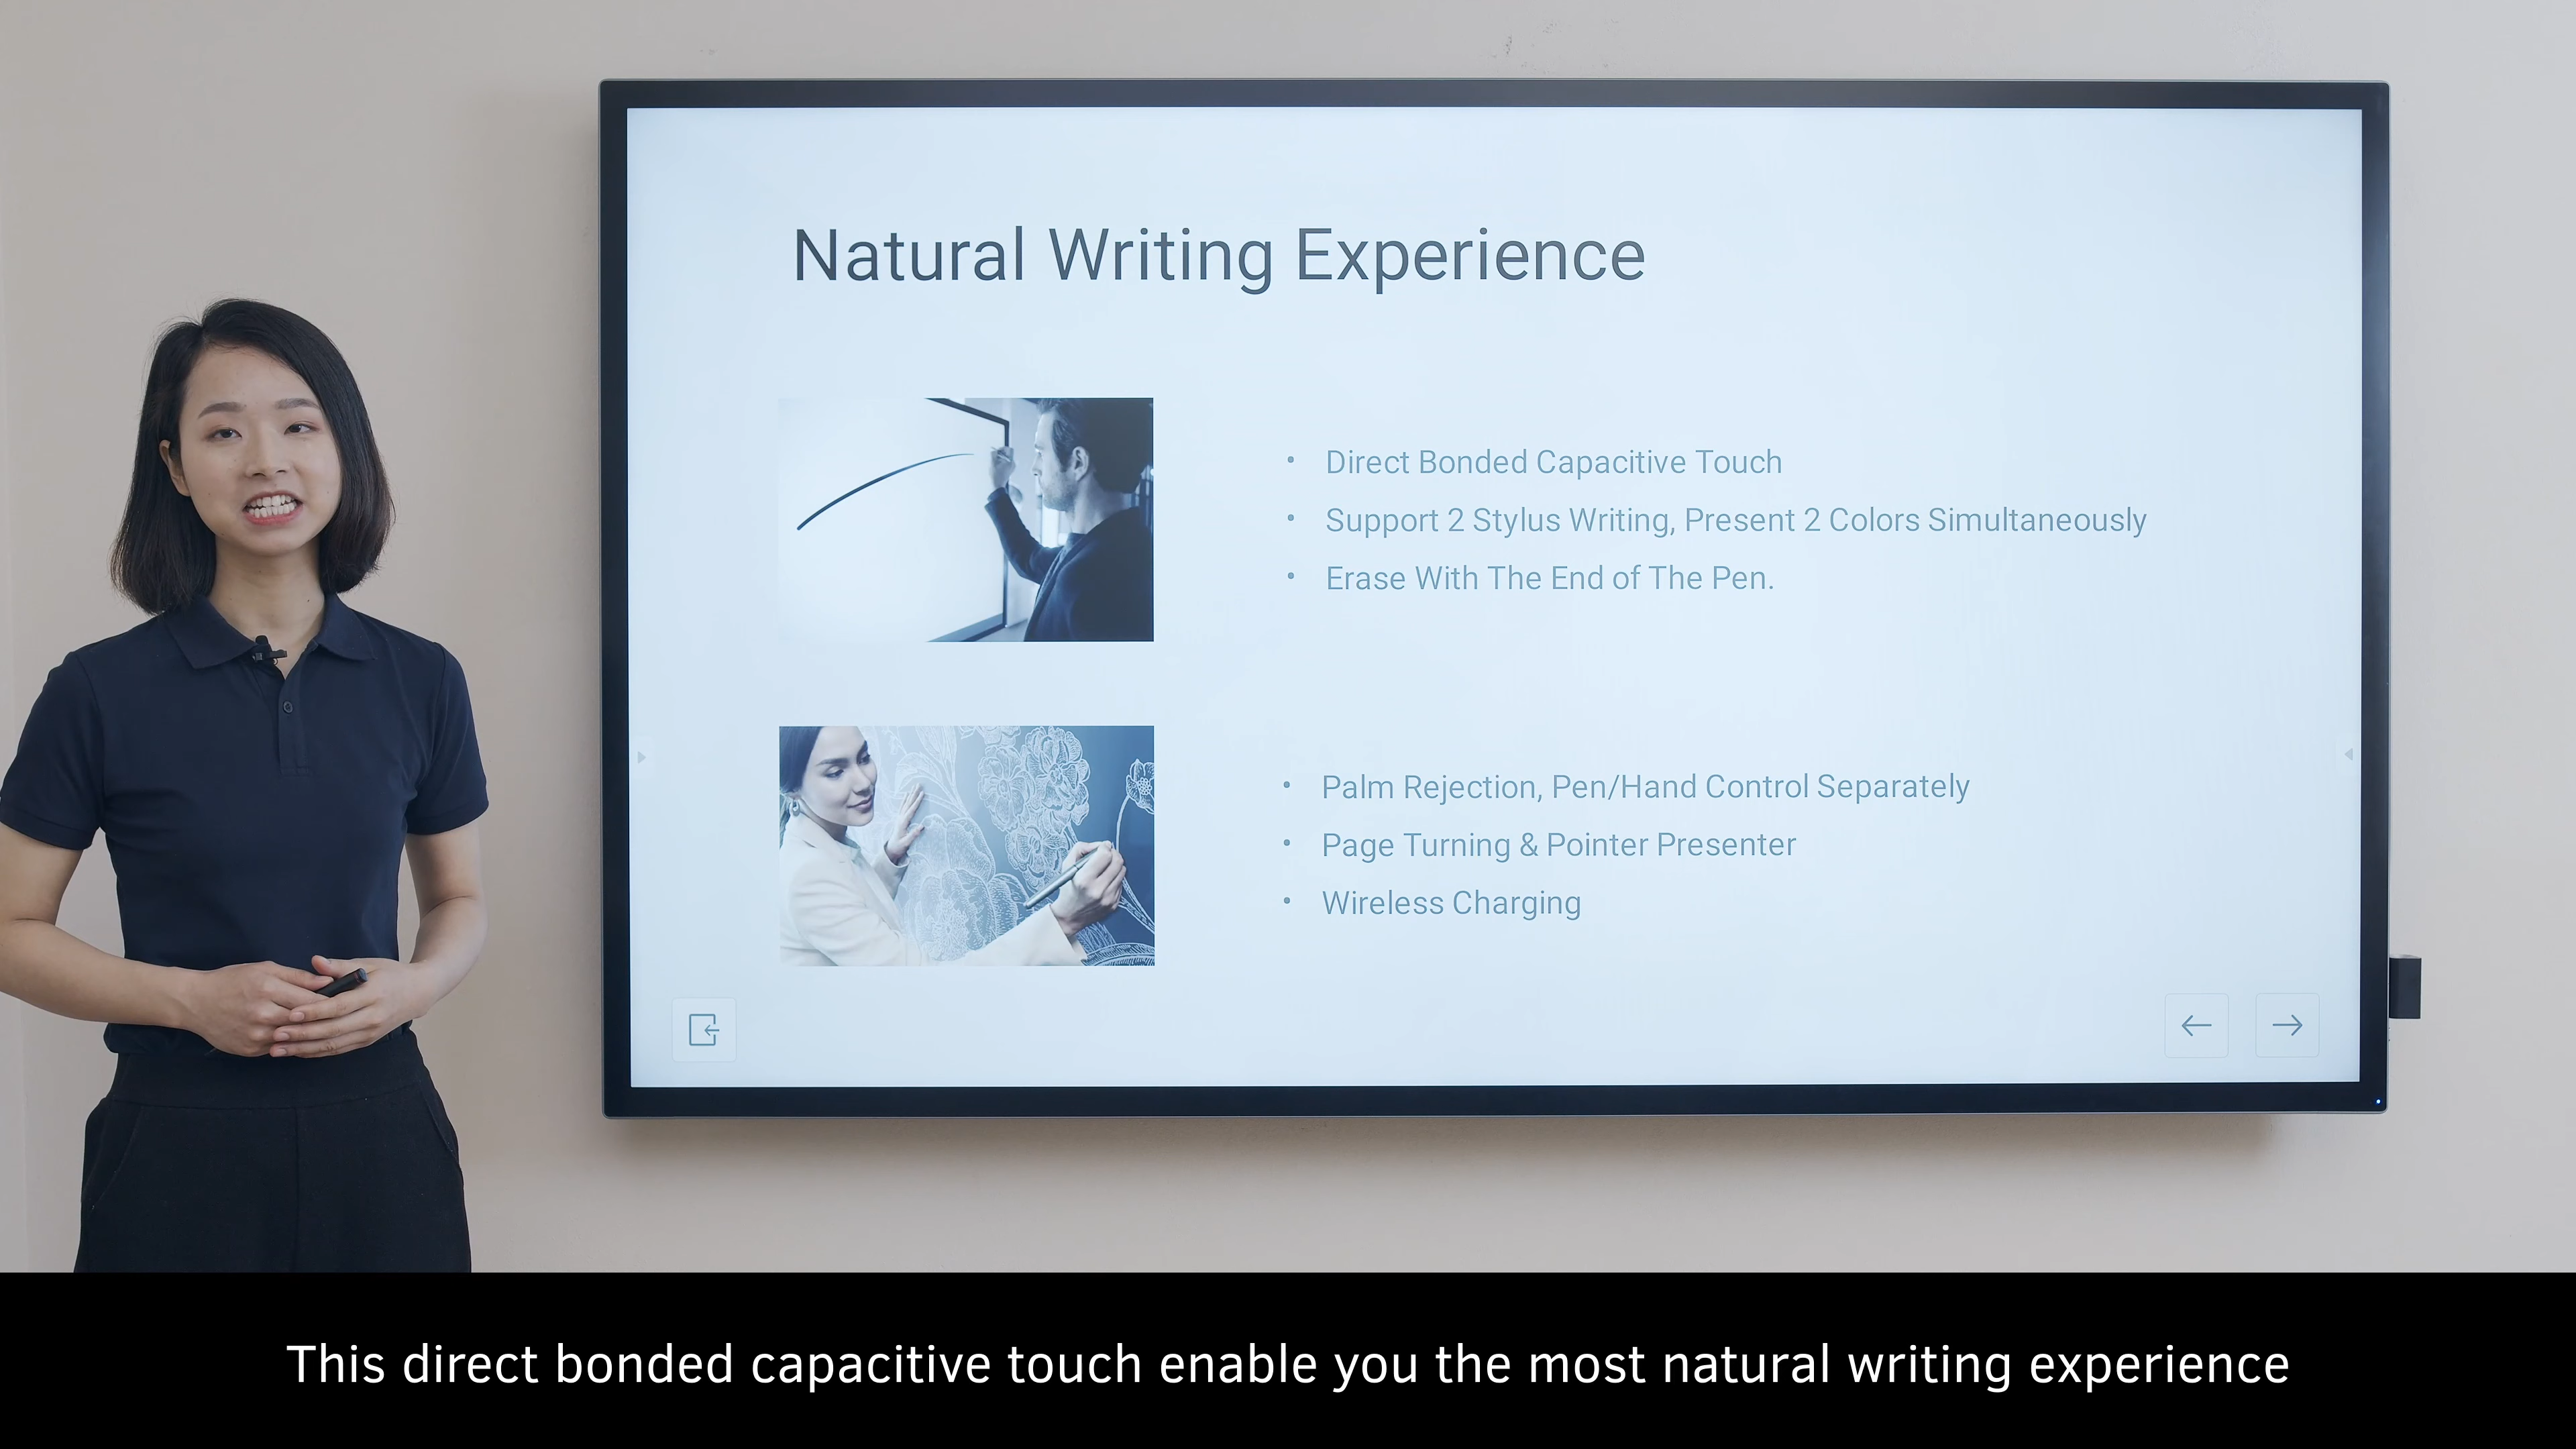 Natural Writing Experience
• Direct Bonded Capacitive Touch
• Support 2 Stylus Writing, Present 2 Colors Simultaneously
• Erase With The End of The Pen.
• Palm Rejection, Pen/Hand Control Separately
• Page Turning & Pointer Presenter
• Wireless Charging
This direct bonded capacitive touch enable you the most natural writing experience